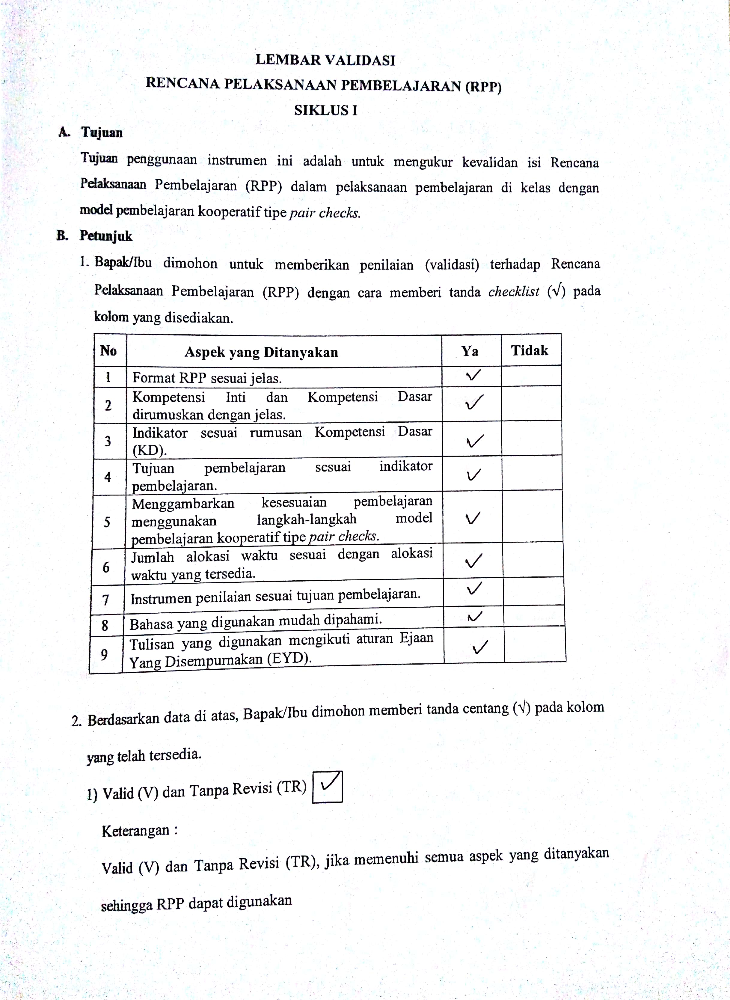 LEMBAR VALIDASI
RENCANA PELAKSANAAN PEMBELAJARAN (RPP)
SIKLUS I
A. Tujuan
Tujuan penggunaan instrumen ini adalah untuk mengukur kevalidan isi Rencana
Pelaksanaan Pembelajaran (RPP) dalam pelaksanaan pembelajaran di kelas dengan
model pembelajaran kooperatif tipe pair checks.
B. Petunjuk
1. Bapak/Ibu dimohon untuk memberikan penilaian (validasi) terhadap Rencana
Pelaksanaan Pembelajaran (RPP) dengan cara memberi tanda checklist (√) pada
kolom yang disediakan.
No Aspek yang Ditanyakan Ya Tidak
1 Format RPP sesuai jelas. ✓
2 Kompetensi Inti dan Kompetensi Dasar
dirumuskan dengan jelas. ✓
3 Indikator sesuai rumusan Kompetensi Dasar
(KD). ✓
4 Tujuan pembelajaran sesuai indikator
pembelajaran. ✓
5 Menggambarkan kesesuaian pembelajaran
menggunakan langkah-langkah model
pembelajaran kooperatif tipe pair checks. ✓
6 Jumlah alokasi waktu sesuai dengan alokasi
waktu yang tersedia. ✓
7 Instrumen penilaian sesuai tujuan pembelajaran. ✓
8 Bahasa yang digunakan mudah dipahami. ✓
9 Tulisan yang digunakan mengikuti aturan Ejaan
Yang Disempurnakan (EYD). ✓
2. Berdasarkan data di atas, Bapak/Ibu dimohon memberi tanda centang (√) pada kolom
yang telah tersedia.
1) Valid (V) dan Tanpa Revisi (TR) ✓
Keterangan :
Valid (V) dan Tanpa Revisi (TR), jika memenuhi semua aspek yang ditanyakan
sehingga RPP dapat digunakan